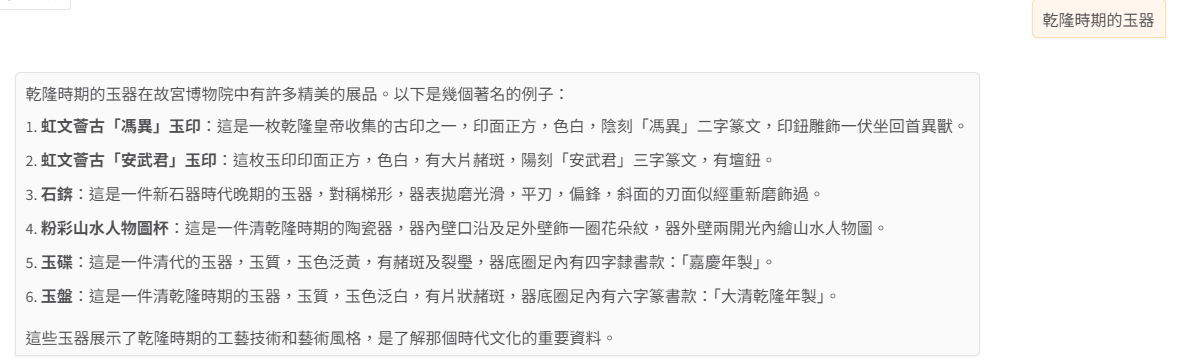 乾隆時期的玉器
乾隆時期的玉器在故宮博物院中有許多精美的展品。以下是幾個著名的例子：
1. 虹文薈古「馮異」玉印：這是一枚乾隆皇帝收集的古印之一，印面正方，色白，陰刻「馮異」二字篆文，印鈕雕飾一伏坐回首異獸。
2. 虹文薈古「安武君」玉印：這枚玉印印面正方，色白，有大片赭斑，陽刻「安武君」三字篆文，有壇鈕。
3. 石錛：這是一件新石器時代晚期的玉器，對稱梯形，器表拋磨光滑，平刃，偏鋒，斜面的刃面似經重新磨飾過。
4. 粉彩山水人物圖杯：這是一件清乾隆時期的陶瓷器，器內壁口沿及足外壁飾一圈花朵紋，器外壁兩開光內繪山水人物圖。
5. 玉碟：這是一件清代的玉器，玉質，玉色泛黃，有赭斑及裂璺，器底圈足內有四字隸書款：「嘉慶年製」。
6. 玉盤：這是一件清乾隆時期的玉器，玉質，玉色泛白，有片狀赭斑，器底圈足內有六字篆書款：「大清乾隆年製」。
這些玉器展示了乾隆時期的工藝技術和藝術風格，是了解那個時代文化的重要資料。